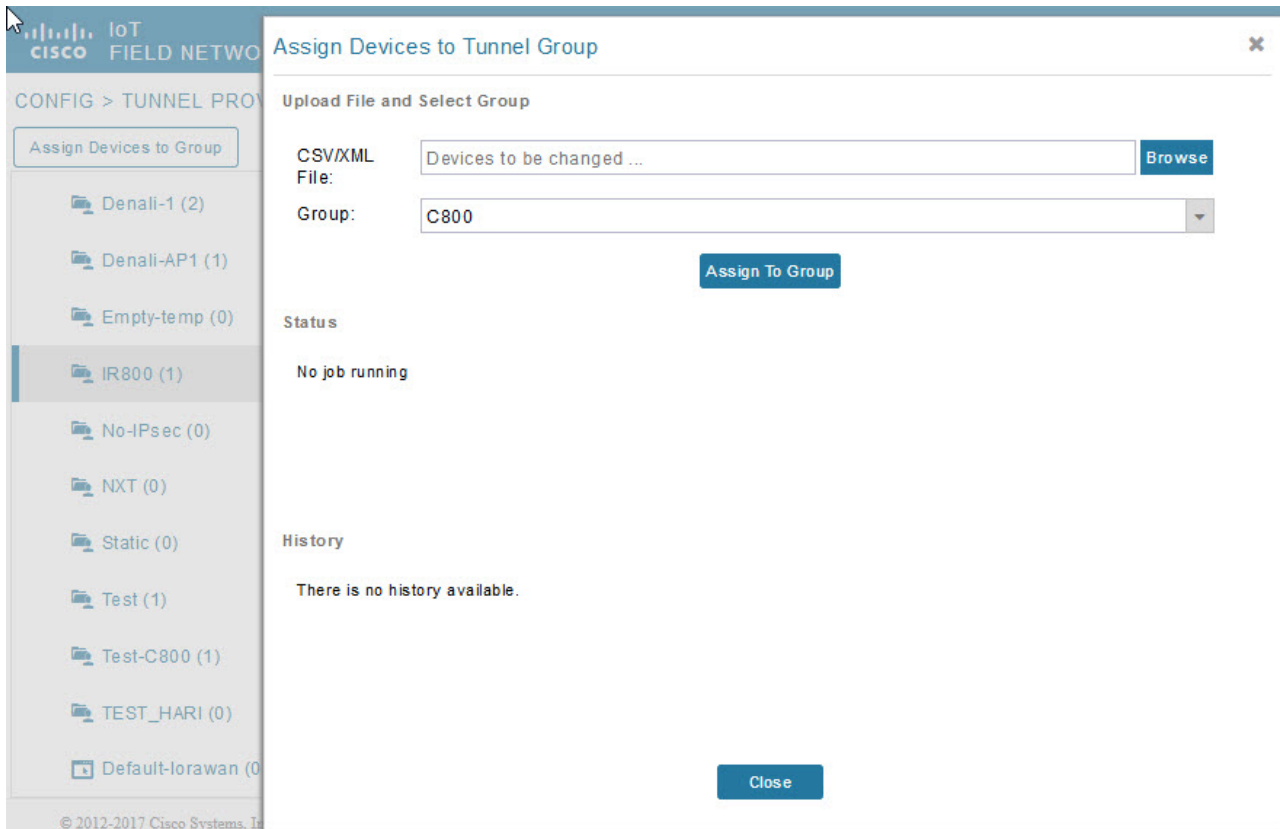 IoT
CISCO FIELD NETWO
CONFIG > TUNNEL PROV
Assign Devices to Group
Denali-1 (2)
Denali-AP1 (1)
Empty-temp (0)
IR800 (1)
No-IPsec (0)
NXT (0)
Static (0)
Test (1)
Test-C800 (1)
TEST_HARI (0)
Default-lorawan (0
© 2012-2017 Cisco Systems, In
Assign Devices to Tunnel Group
Upload File and Select Group
CSV/XML File:
Devices to be changed ...
Browse
Group:
C800
Assign To Group
Status
No job running
History
There is no history available.
Close